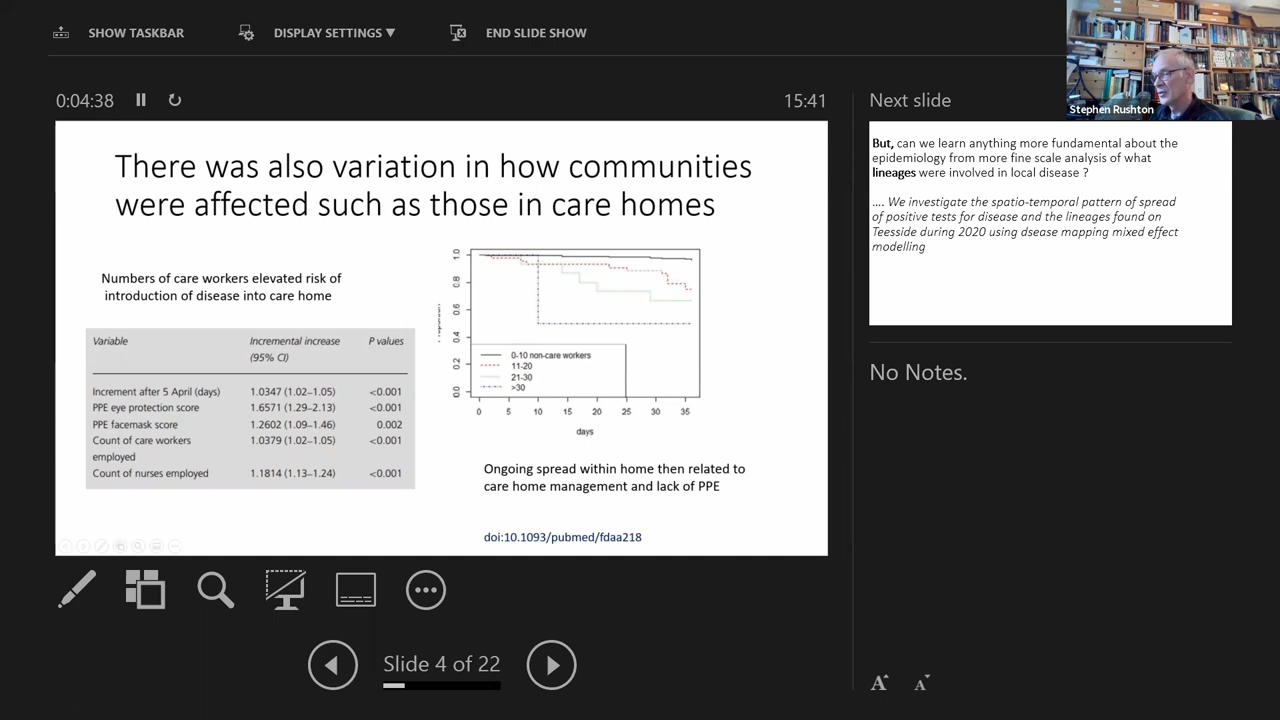 SHOW TASKBAR
DISPLAY SETTINGS ▼
END SLIDE SHOW
Stephen Rushton
0:04:38
15:41
There was also variation in how communities
were affected such as those in care homes
Numbers of care workers elevated risk of
introduction of disease into care home
Variable Incremental increase P values
(95% CI)
Increment after 5 April (days) 1.0347 (1.02–1.05) <0.001
PPE eye protection score 1.6571 (1.29–2.13) <0.001
PPE facemask score 1.2602 (1.09–1.46) 0.002
Count of care workers 1.0379 (1.02–1.05) <0.001
employed
Count of nurses employed 1.1814 (1.13–1.24) <0.001
1.0
0.8
0.6
0.4
0.2
0.0
0-10 non-care workers
11-20
21-30
>30
0 5 10 15 20 25 30 35
days
Ongoing spread within home then related to
care home management and lack of PPE
doi:10.1093/pubmed/fdaa218
Slide 4 of 22
Next slide
But, can we learn anything more fundamental about the
epidemiology from more fine scale analysis of what
lineages were involved in local disease ?
.... We investigate the spatio-temporal pattern of spread
of positive tests for disease and the lineages found on
Teesside during 2020 using dsease mapping mixed effect
modelling
No Notes.
A A